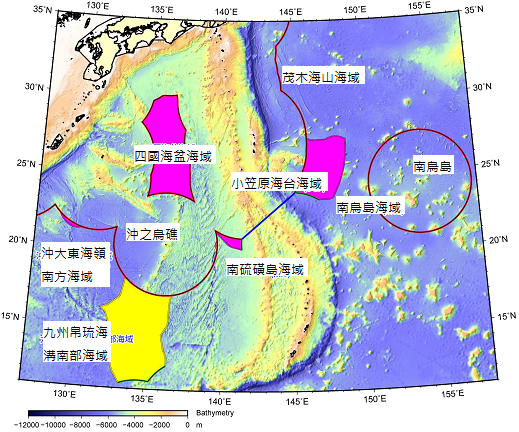 35˚N
130˚E
135˚E
140˚E
145˚E
150˚E
155˚E
35˚N
茂木海山海域
30˚N
30˚N
四國海盆海域
小笠原海台海域
南鳥島
25˚N
25˚N
南鳥島海域
沖之鳥礁
20˚N
20˚N
沖大東海嶺
南方海域
南硫磺島海域
九州帛琉海
溝南部海域
部海域
15˚N
15˚N
130˚E
135˚E
140˚E
145˚E
150˚E
155˚E
Bathymetry
−12000 −10000 −8000 −6000 −4000 −2000 0 m